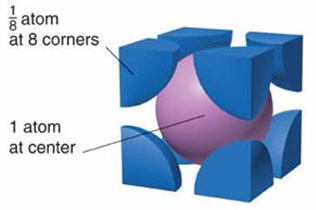 1/8 atom
at 8 corners
1 atom
at center